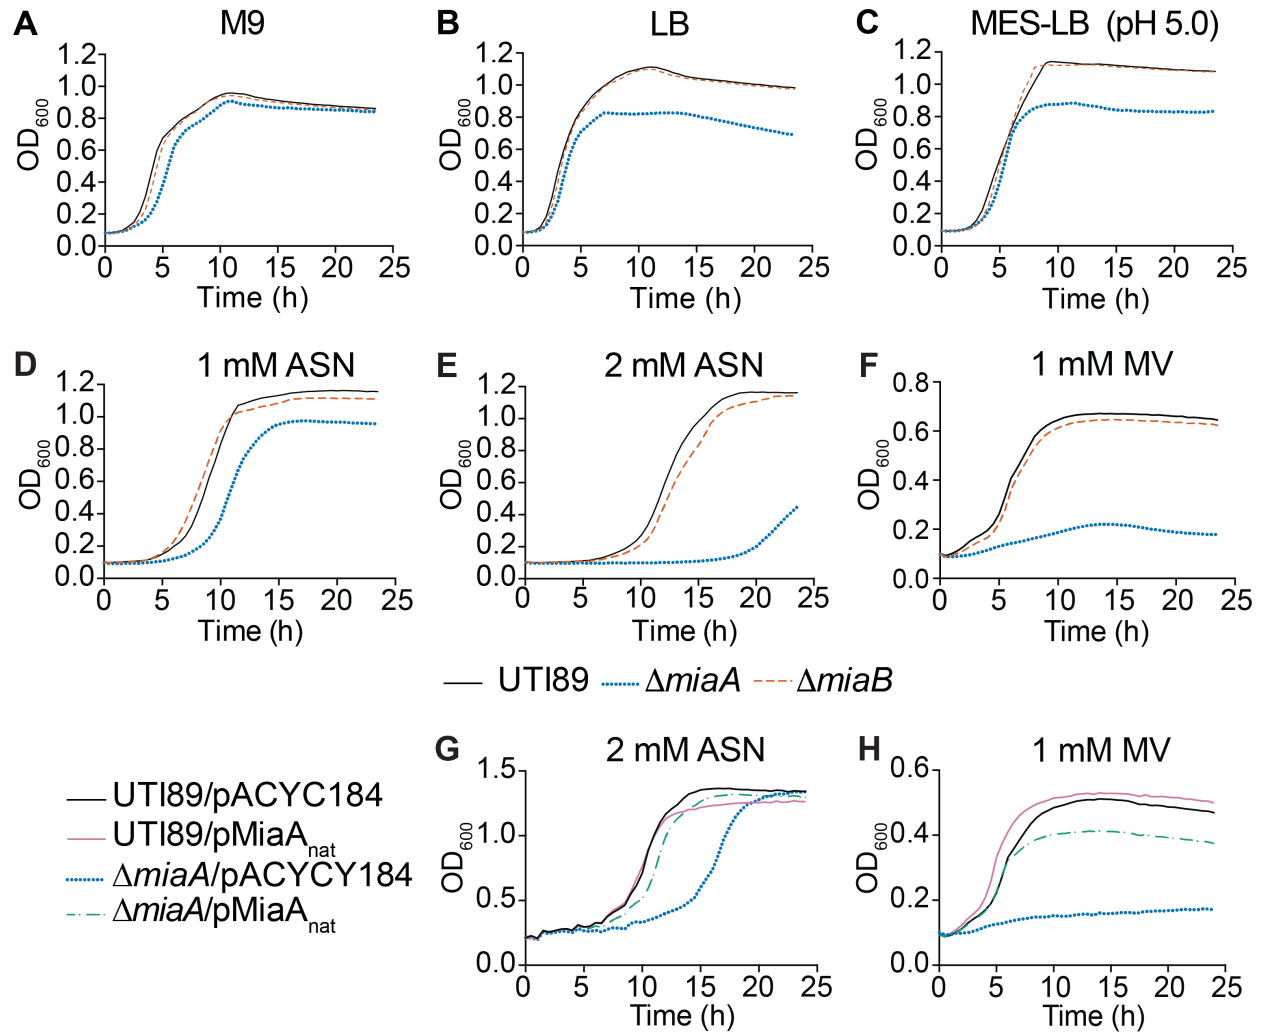 A M9
OD600
1.2
1.0
0.8
0.6
0.4
0.2
0.0
0 5 10 15 20 25
Time (h)
B LB
OD600
1.2
1.0
0.8
0.6
0.4
0.2
0.0
0 5 10 15 20 25
Time (h)
C MES-LB (pH 5.0)
OD600
1.2
1.0
0.8
0.6
0.4
0.2
0.0
0 5 10 15 20 25
Time (h)
D 1 mM ASN
OD600
1.2
1.0
0.8
0.6
0.4
0.2
0.0
0 5 10 15 20 25
Time (h)
E 2 mM ASN
OD600
1.2
1.0
0.8
0.6
0.4
0.2
0.0
0 5 10 15 20 25
Time (h)
F 1 mM MV
OD600
0.8
0.6
0.4
0.2
0.0
0 5 10 15 20 25
Time (h)
UTI89 ΔmiaA ΔmiaB
UTI89/pACYC184
UTI89/pMiaAnat
ΔmiaA/pACYCY184
ΔmiaA/pMiaAnat
G 2 mM ASN
OD600
1.5
1.0
0.5
0.0
0 5 10 15 20 25
Time (h)
H 1 mM MV
OD600
0.6
0.4
0.2
0.0
0 5 10 15 20 25
Time (h)